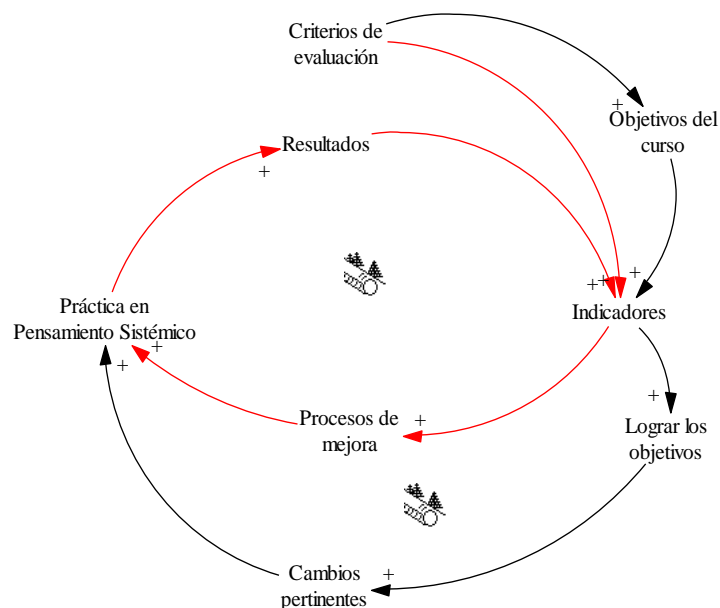 Criterios de
evaluación
+
Objetivos del
curso
Resultados
+
+
+
+
Práctica en
Pensamiento Sistémico
Indicadores
+
+
Procesos de
mejora
+
+
Lograr los
objetivos
Cambios
pertinentes
+